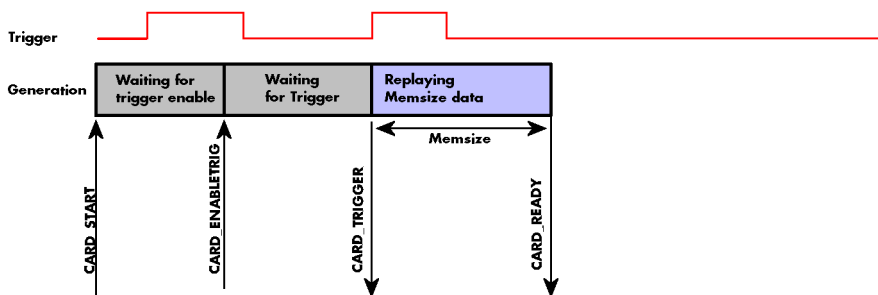 Trigger
Generation
Waiting for
trigger enable
Waiting
for Trigger
Replaying
Memsize data
Memsize
CARD_START
CARD_ENABLETRIG
CARD_TRIGGER
CARD_READY